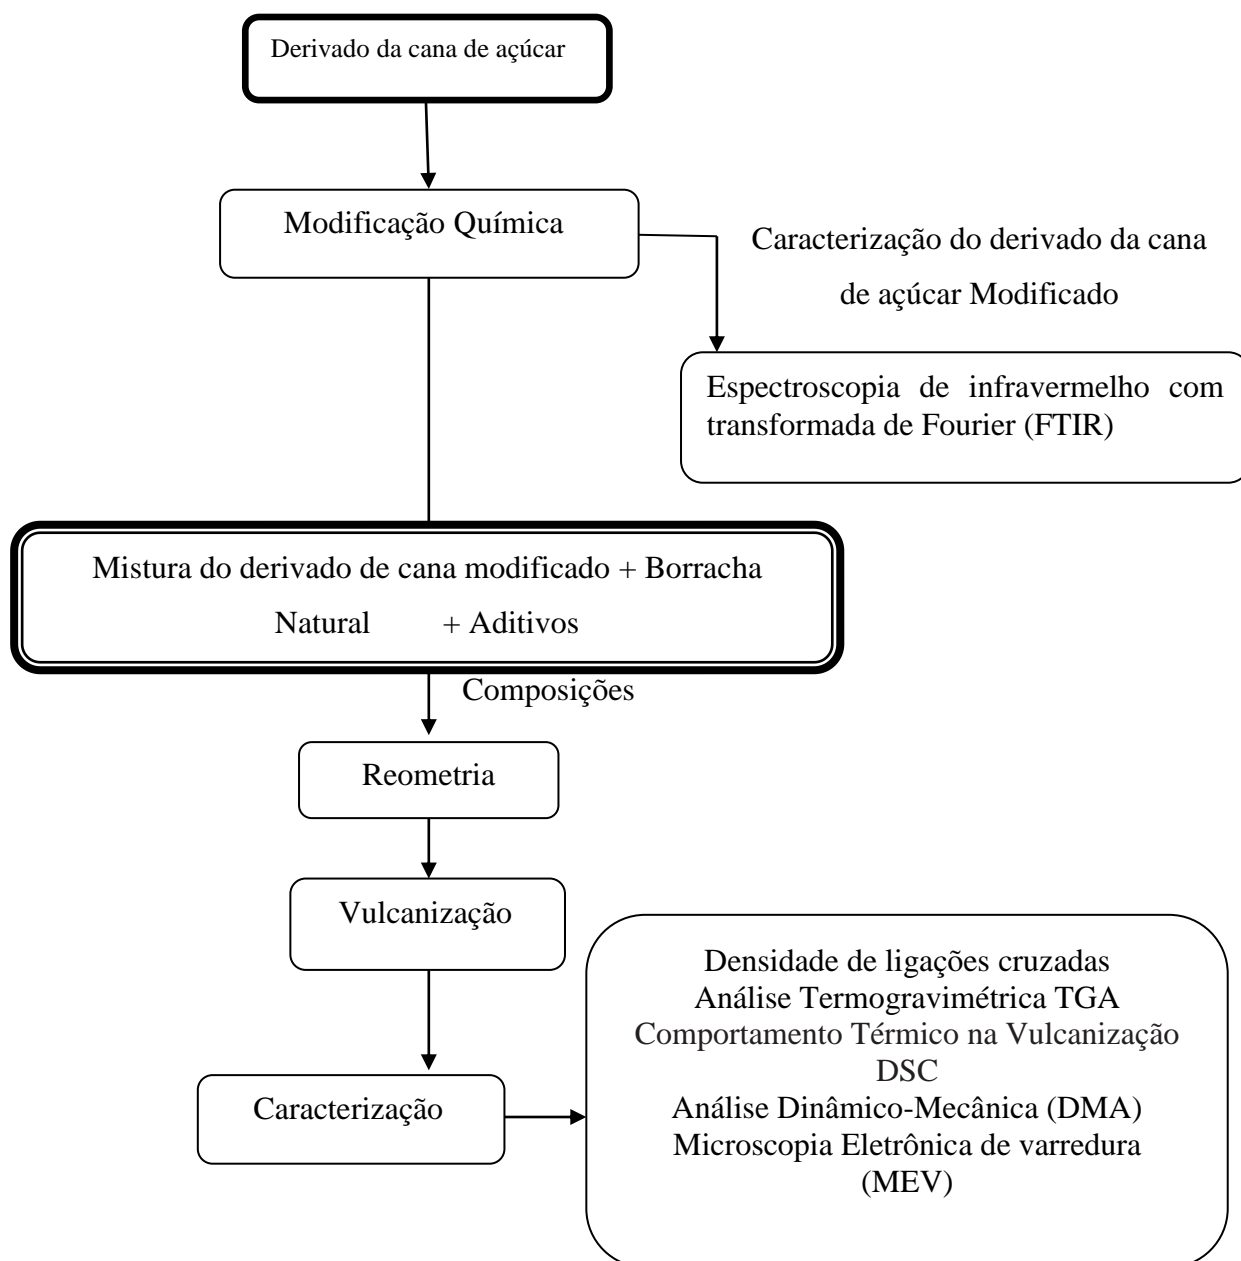 Derivado da cana de açúcar
Modificação Química
Caracterização do derivado da cana
de açúcar Modificado
Espectroscopia de infravermelho com
transformada de Fourier (FTIR)
Mistura do derivado de cana modificado + Borracha
Natural + Aditivos
Composições
Reometria
Vulcanização
Caracterização
Densidade de ligações cruzadas
Análise Termogravimétrica TGA
Comportamento Térmico na Vulcanização
DSC
Análise Dinâmico-Mecânica (DMA)
Microscopia Eletrônica de varredura
(MEV)